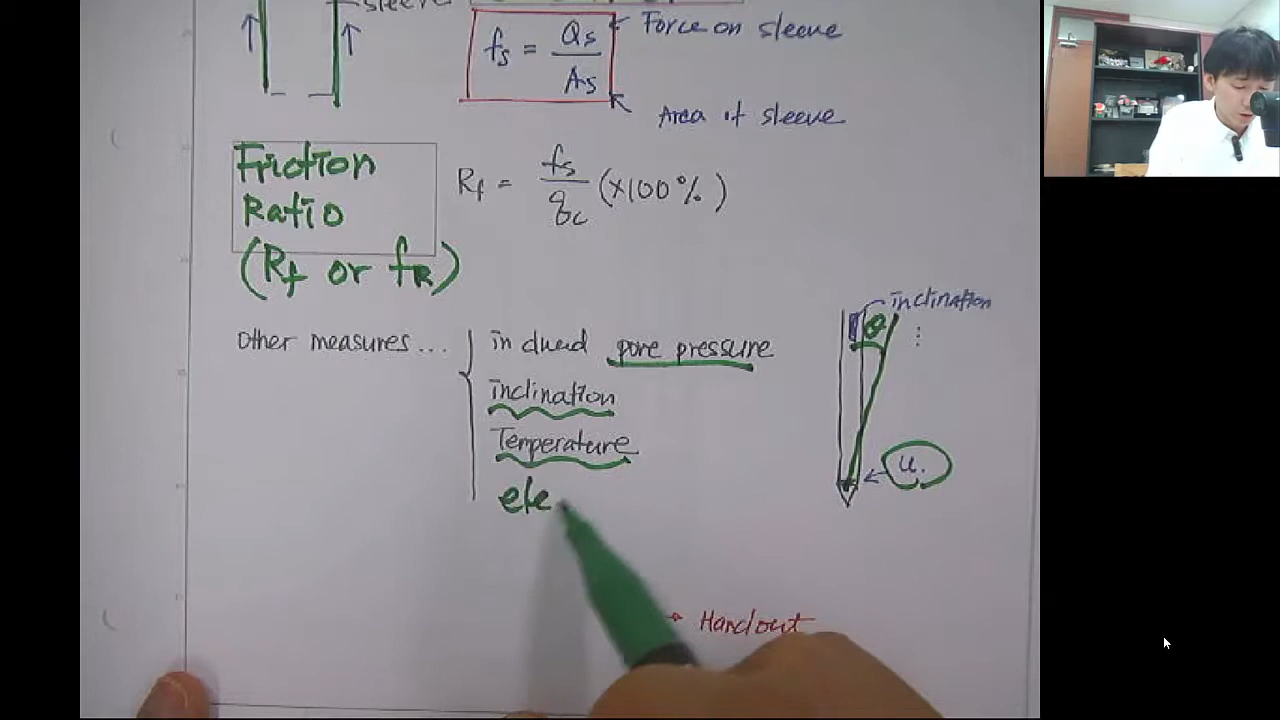 sleeve
fs = Qs / As
Force on sleeve
Area of sleeve
Friction
Ratio
(Rf or fR)
Rf = fs / qc (×100%)
Other measures...
induced pore pressure
inclination
Temperature
ele
inclination
θ
u.
Handout